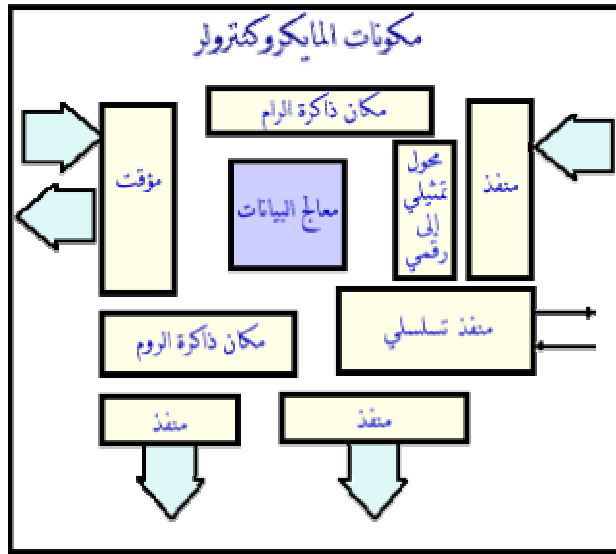 مكونات المايكروكنترولر
مكان ذاكرة الرام
منفذ
محول
تمثيلي
إلى
رقمي
معالج البيانات
مؤقت
منفذ تسلسلي
مكان ذاكرة الروم
منفذ
منفذ